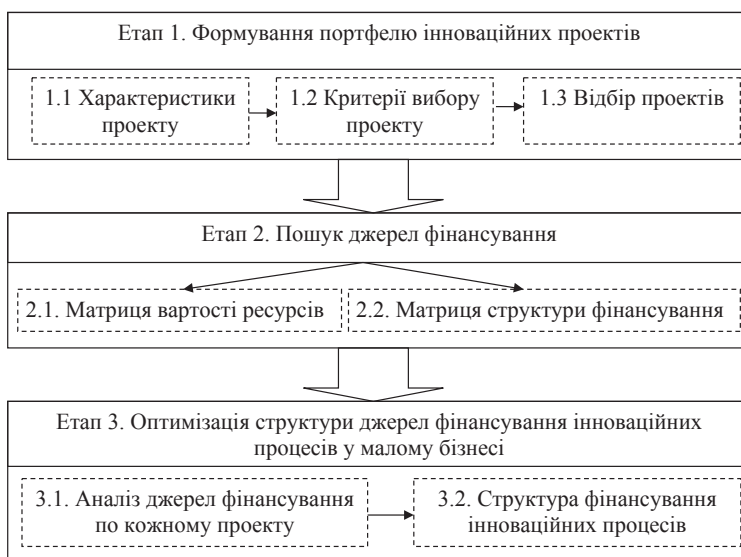 Етап 1. Формування портфелю інноваційних проектів
1.1 Характеристики
проекту
1.2 Критерії вибору
проекту
1.3 Відбір проектів
Етап 2. Пошук джерел фінансування
2.1. Матриця вартості ресурсів
2.2. Матриця структури фінансування
Етап 3. Оптимізація структури джерел фінансування інноваційних
процесів у малому бізнесі
3.1. Аналіз джерел фінансування
по кожному проекту
3.2. Структура фінансування
інноваційних процесів